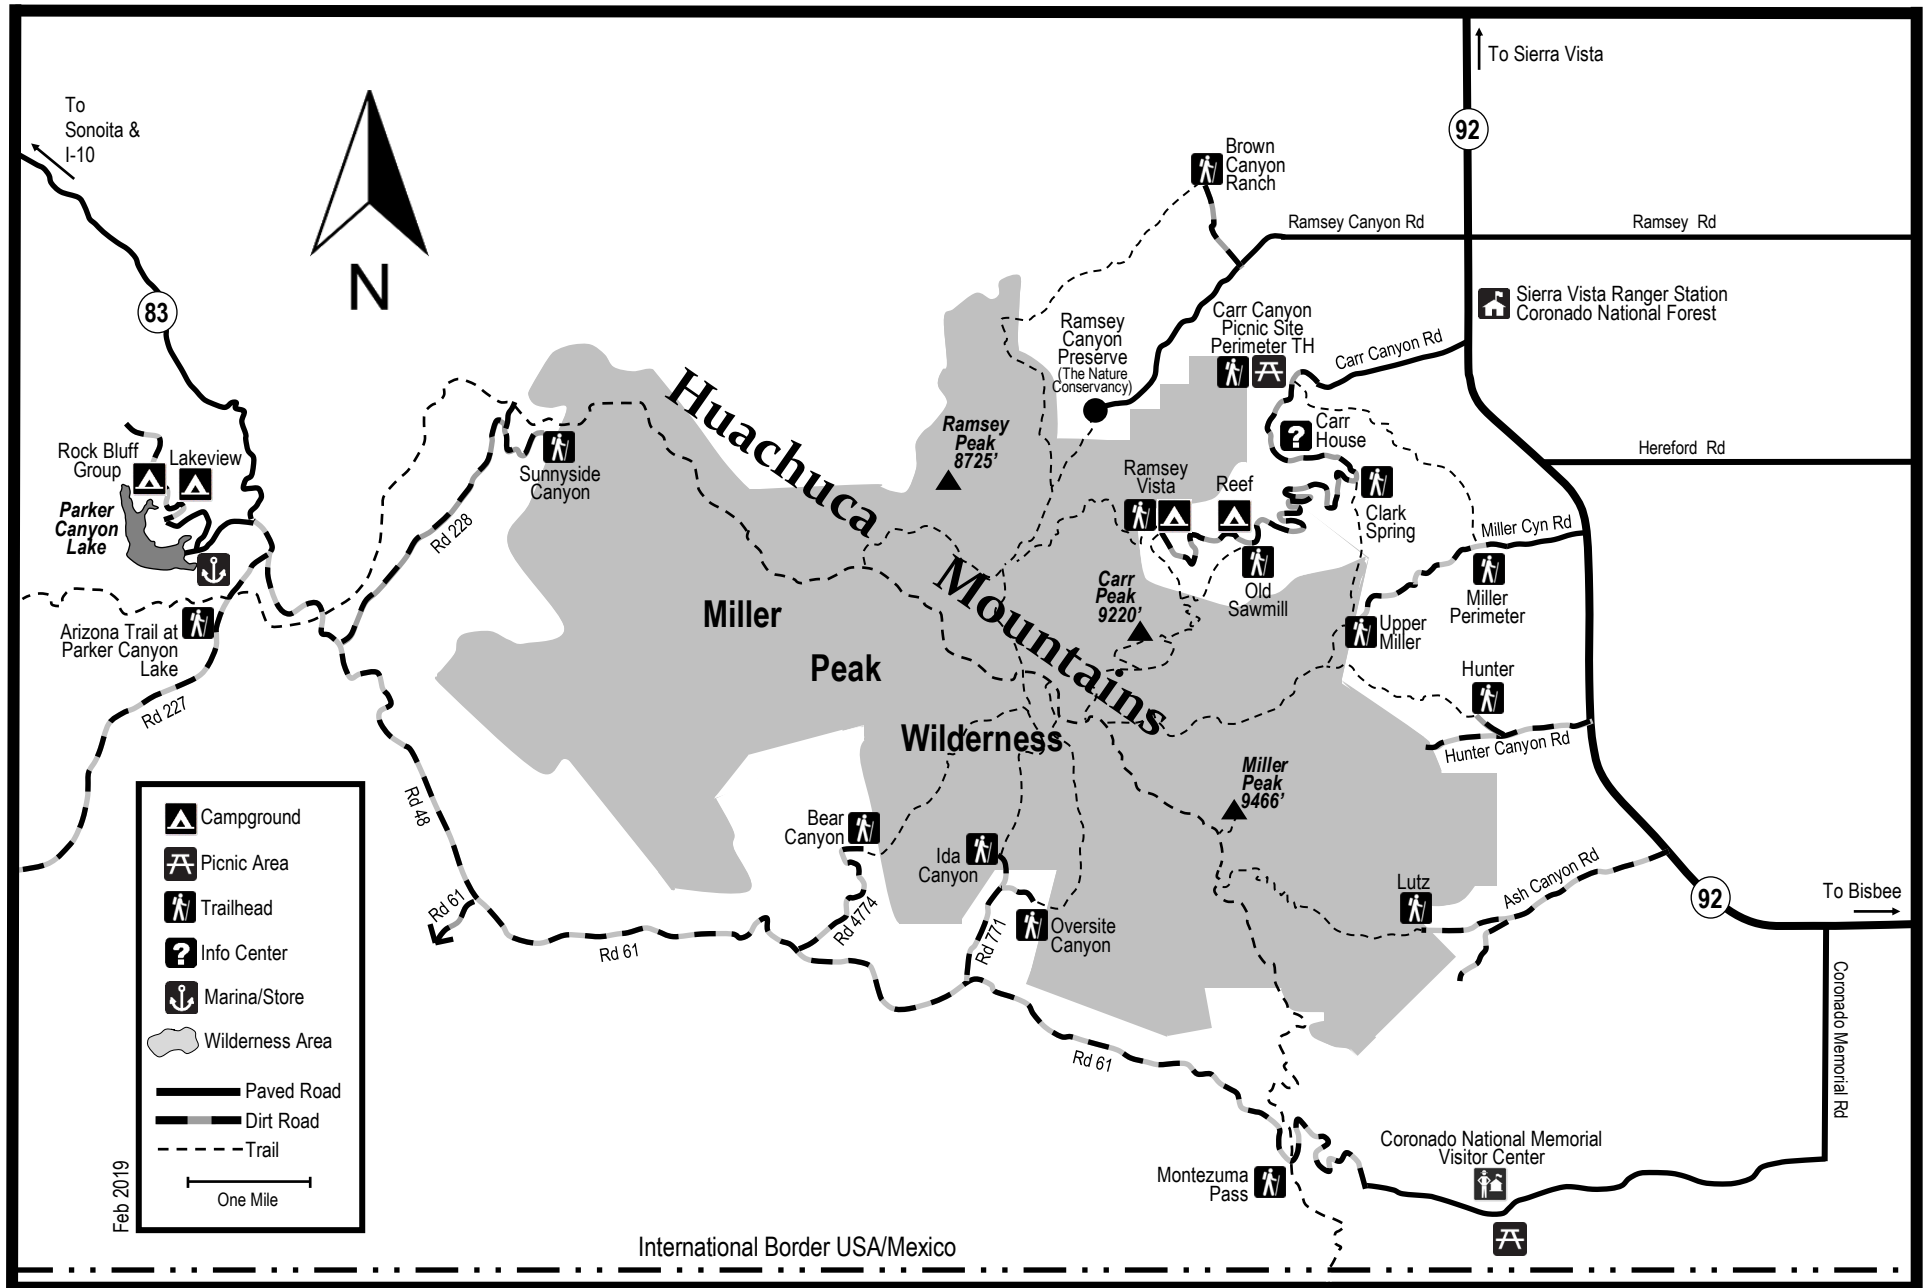 To Sierra Vista
To
Sonoita &
I-10
92
Brown
Canyon
Ranch
Ramsey Canyon Rd
Ramsey Rd
N
83
Sierra Vista Ranger Station
Coronado National Forest
Ramsey
Canyon
Preserve
(The Nature
Conservancy)
Carr Canyon
Picnic Site
Perimeter TH
Carr Canyon Rd
Huachuca
Mountains
Ramsey
Peak
8725'
?
Carr
House
Hereford Rd
Rock Bluff
Group
Lakeview
Parker
Canyon
Lake
Sunnyside
Canyon
Rd 228
Ramsey
Vista
Reef
Clark
Spring
Miller Cyn Rd
Old
Sawmill
Carr
Peak
9220'
Miller
Perimeter
Upper
Miller
Arizona Trail at
Parker Canyon
Lake
Rd 227
Miller
Peak
Wilderness
Hunter
Hunter Canyon Rd
Miller
Peak
9466'
Rd 48
Bear
Canyon
Ida
Canyon
Oversite
Canyon
Rd 61
Rd 61
Rd 4774
Rd 771
Rd 61
Lutz
Ash Canyon Rd
92
To Bisbee
Coronado Memorial Rd
Campground
Picnic Area
Trailhead
? Info Center
Marina/Store
Wilderness Area
Paved Road
Dirt Road
Trail
One Mile
Feb 2019
Montezuma
Pass
Coronado National Memorial
Visitor Center
International Border USA/Mexico